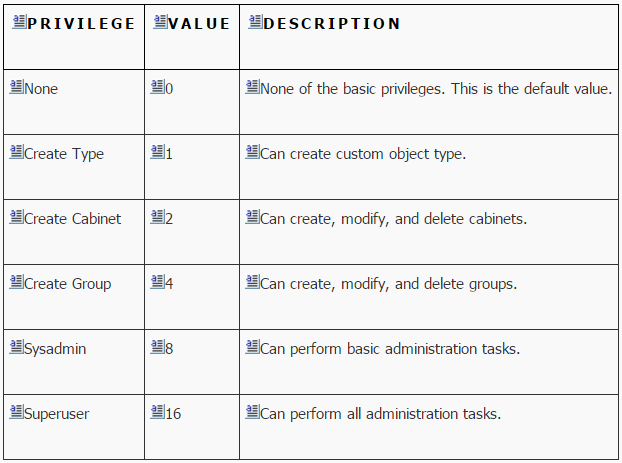 PRIVILEGE VALUE DESCRIPTION
None 0 None of the basic privileges. This is the default value.
Create Type 1 Can create custom object type.
Create Cabinet 2 Can create, modify, and delete cabinets.
Create Group 4 Can create, modify, and delete groups.
Sysadmin 8 Can perform basic administration tasks.
Superuser 16 Can perform all administration tasks.